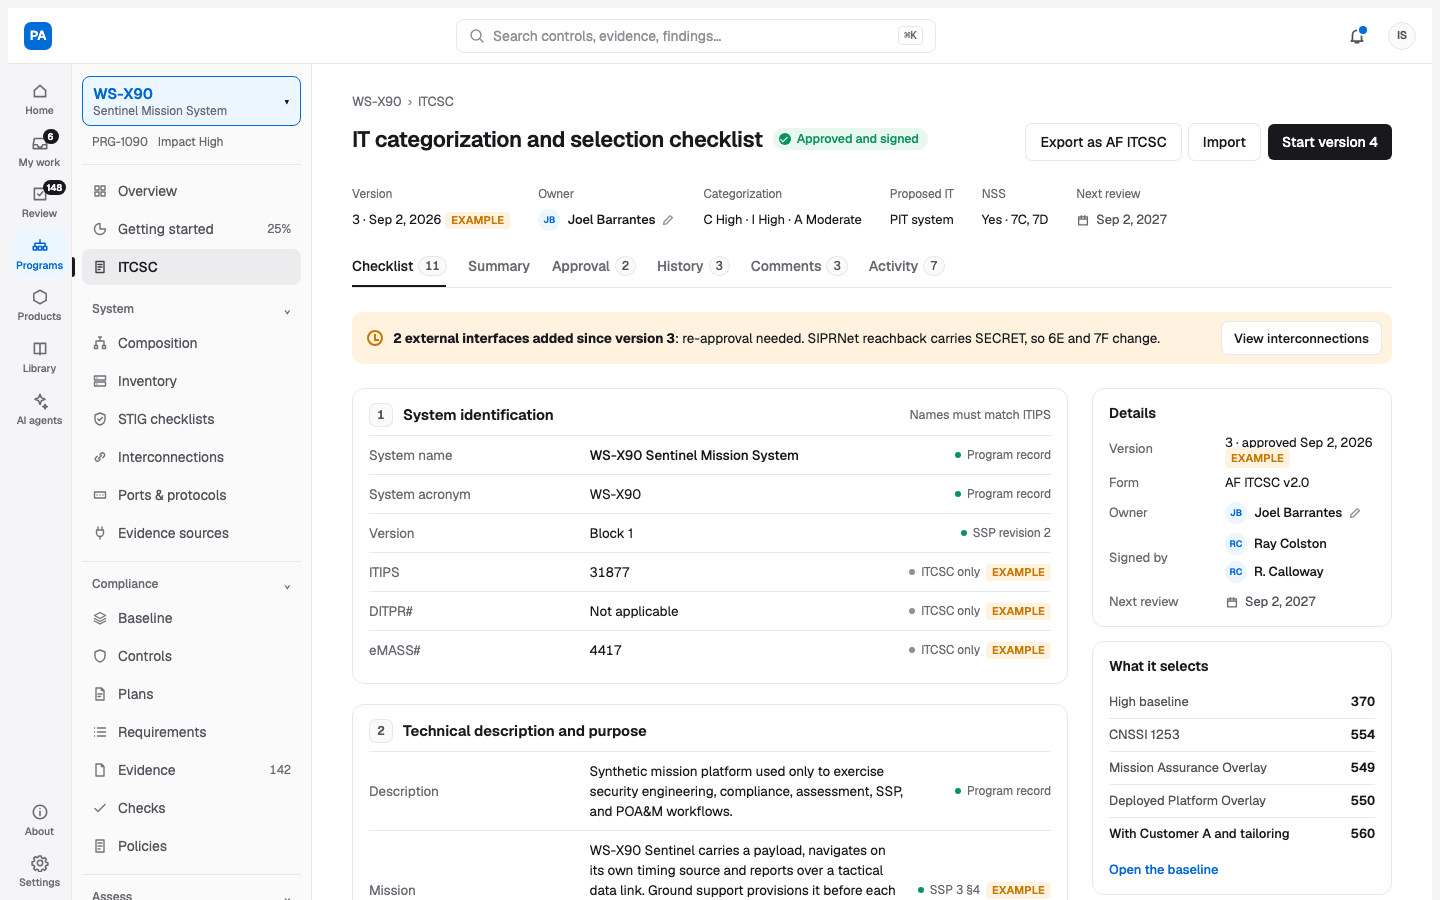 PA
Search controls, evidence, findings...
⌘K
IS
Home
6
My work
148
Review
Programs
Products
Library
AI agents
About
Settings
WS-X90
Sentinel Mission System
PRG-1090 Impact High
Overview
Getting started 25%
ITCSC
System
Composition
Inventory
STIG checklists
Interconnections
Ports & protocols
Evidence sources
Compliance
Baseline
Controls
Plans
Requirements
Evidence 142
Checks
Policies
Assess
WS-X90 › ITCSC
IT categorization and selection checklist Approved and signed
Export as AF ITCSC Import Start version 4
Version Owner Categorization Proposed IT NSS Next review
3 · Sep 2, 2026 EXAMPLE JB Joel Barrantes C High · I High · A Moderate PIT system Yes · 7C, 7D Sep 2, 2027
Checklist 11 Summary Approval 2 History 3 Comments 3 Activity 7
2 external interfaces added since version 3: re-approval needed. SIPRNet reachback carries SECRET, so 6E and 7F change. View interconnections
1 System identification Names must match ITIPS
System name WS-X90 Sentinel Mission System Program record
System acronym WS-X90 Program record
Version Block 1 SSP revision 2
ITIPS 31877 ITCSC only EXAMPLE
DITPR# Not applicable ITCSC only EXAMPLE
eMASS# 4417 ITCSC only EXAMPLE
2 Technical description and purpose
Synthetic mission platform used only to exercise
Description security engineering, compliance, assessment, SSP, Program record
and POA&M workflows.
WS-X90 Sentinel carries a payload, navigates on
its own timing source and reports over a tactical
Mission data link. Ground support provisions it before each SSP 3 §4 EXAMPLE
Details
Version 3 · approved Sep 2, 2026
EXAMPLE
Form AF ITCSC v2.0
Owner JB Joel Barrantes
Signed by RC Ray Colston
RC R. Calloway
Next review Sep 2, 2027
What it selects
High baseline 370
CNSSI 1253 554
Mission Assurance Overlay 549
Deployed Platform Overlay 550
With Customer A and tailoring 560
Open the baseline